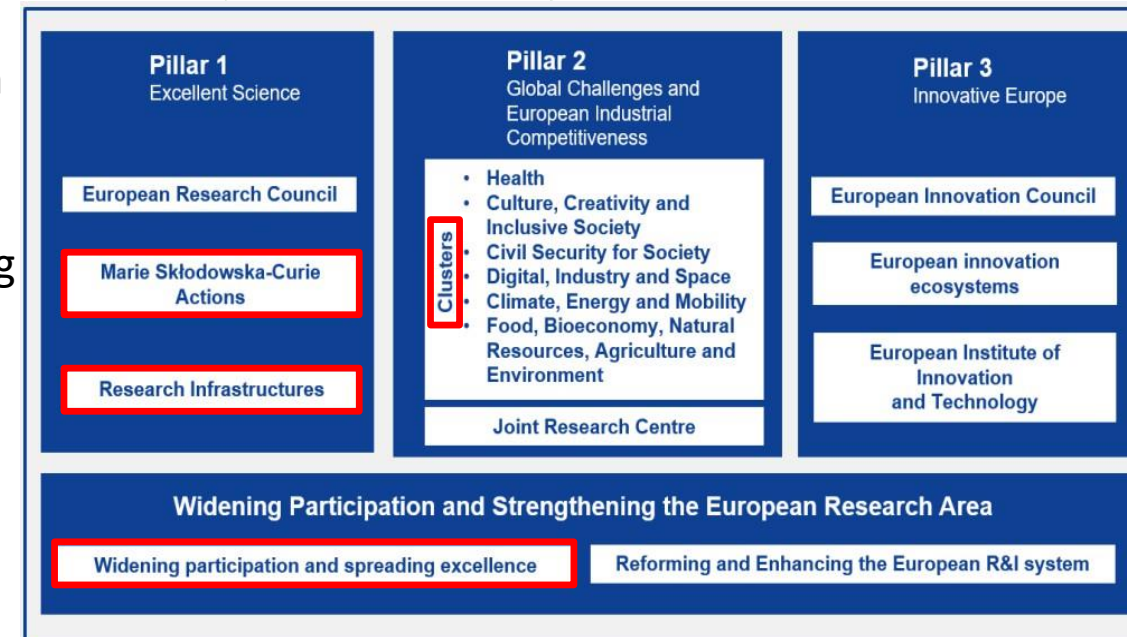 Pillar 1
Excellent Science
European Research Council
Marie Skłodowska-Curie
Actions
Research Infrastructures
Pillar 2
Global Challenges and
European Industrial
Competitiveness
Clusters
• Health
• Culture, Creativity and
Inclusive Society
• Civil Security for Society
• Digital, Industry and Space
• Climate, Energy and Mobility
• Food, Bioeconomy, Natural
Resources, Agriculture and
Environment
Joint Research Centre
Pillar 3
Innovative Europe
European Innovation Council
European innovation
ecosystems
European Institute of
Innovation
and Technology
Widening Participation and Strengthening the European Research Area
Widening participation and spreading excellence
Reforming and Enhancing the European R&I system